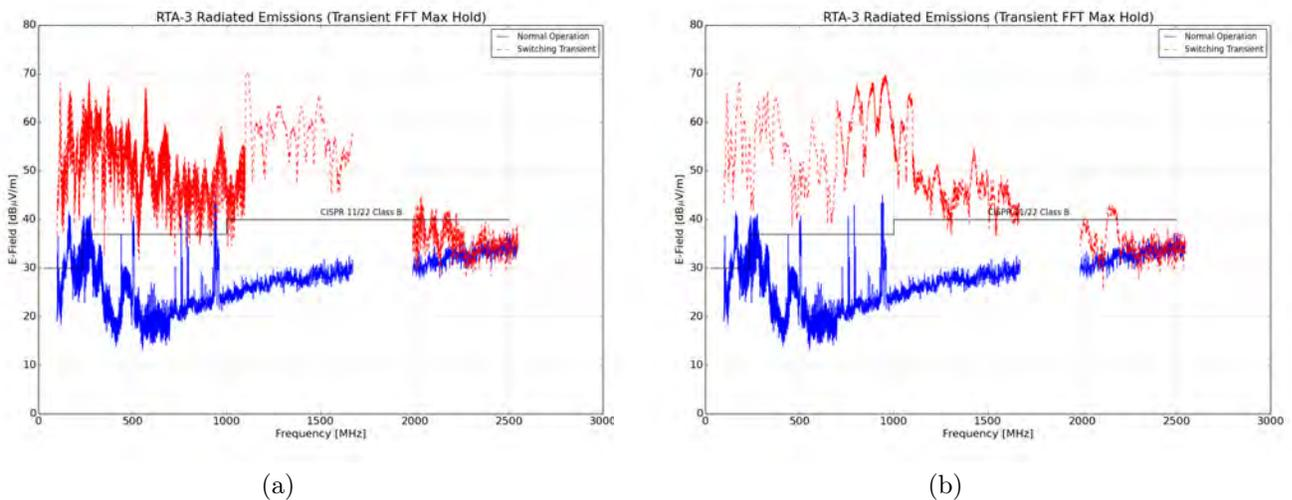 RTA-3 Radiated Emissions (Transient FFT Max Hold)
Normal Operation
Switching Transient
CISPR 11/22 Class B
E-Field [dBμV/m]
80
70
60
50
40
30
20
10
0
0
500
1000
1500
2000
2500
3000
Frequency [MHz]
(a)
RTA-3 Radiated Emissions (Transient FFT Max Hold)
Normal Operation
Switching Transient
CISPR 11/22 Class B
E-Field [dBμV/m]
80
70
60
50
40
30
20
10
0
0
500
1000
1500
2000
2500
3000
Frequency [MHz]
(b)